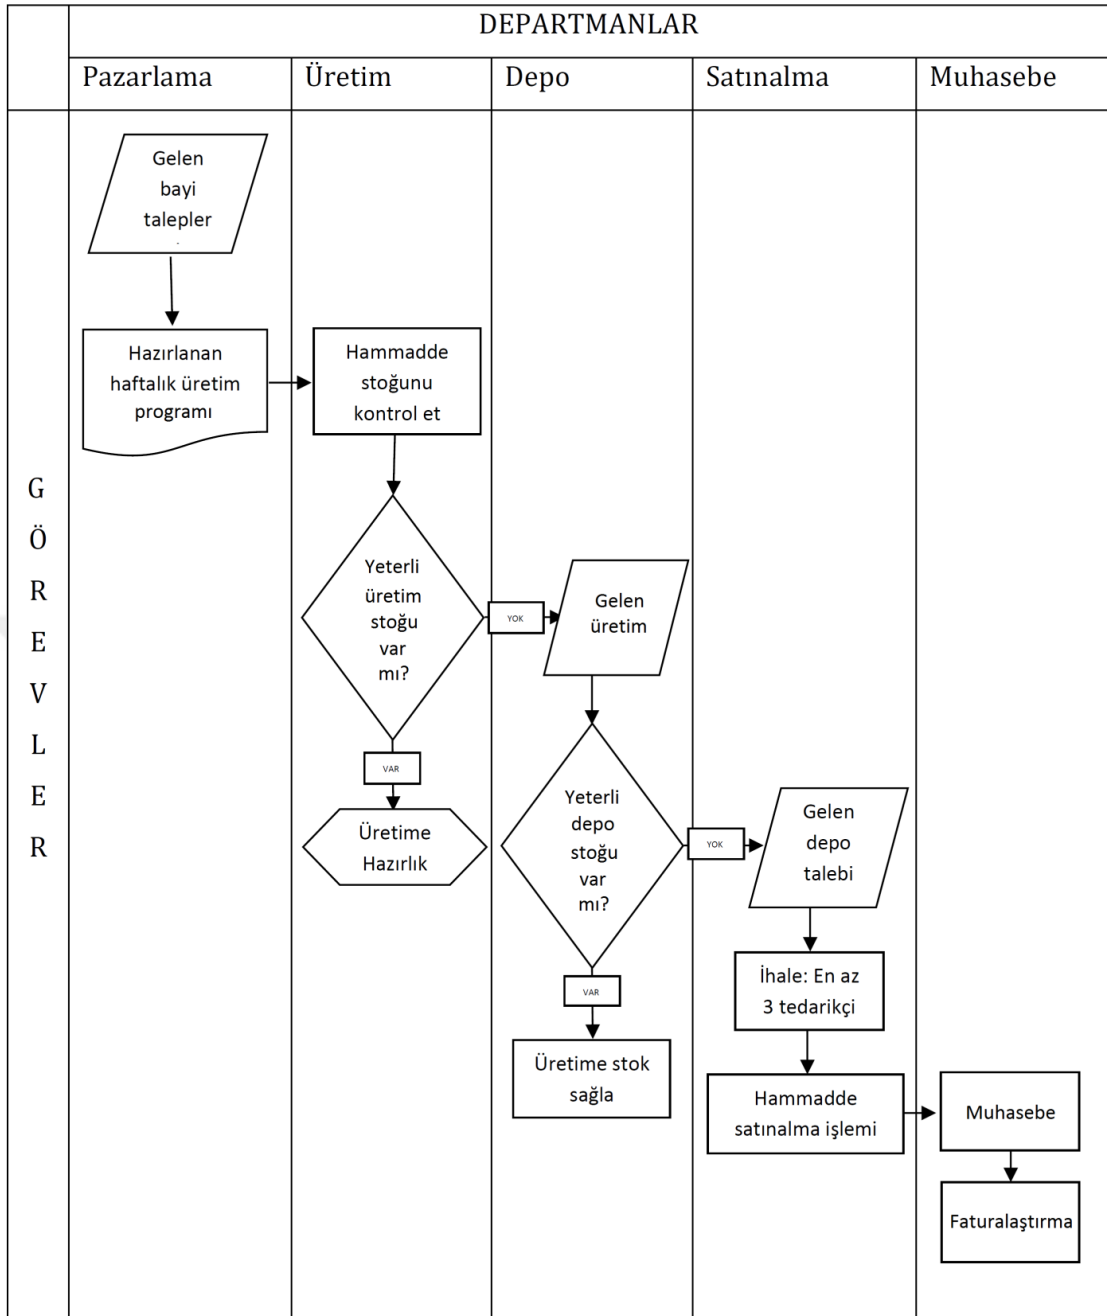 DEPARTMANLAR
Pazarlama
Üretim
Depo
Satınalma
Muhasebe
G
Ö
R
E
V
L
E
R
Gelen
bayi
talepler
Hazırlanan
haftalık üretim
programı
Hammadde
stoğunu
kontrol et
Yeterli
üretim
stoğu
var
mı?
YOK
VAR
Üretime
Hazırlık
Gelen
üretim
Yeterli
depo
stoğu
var
mı?
YOK
VAR
Üretime stok
sağla
Gelen
depo
talebi
İhale: En az
3 tedarikçi
Hammadde
satınalma işlemi
Muhasebe
Faturalaştırma